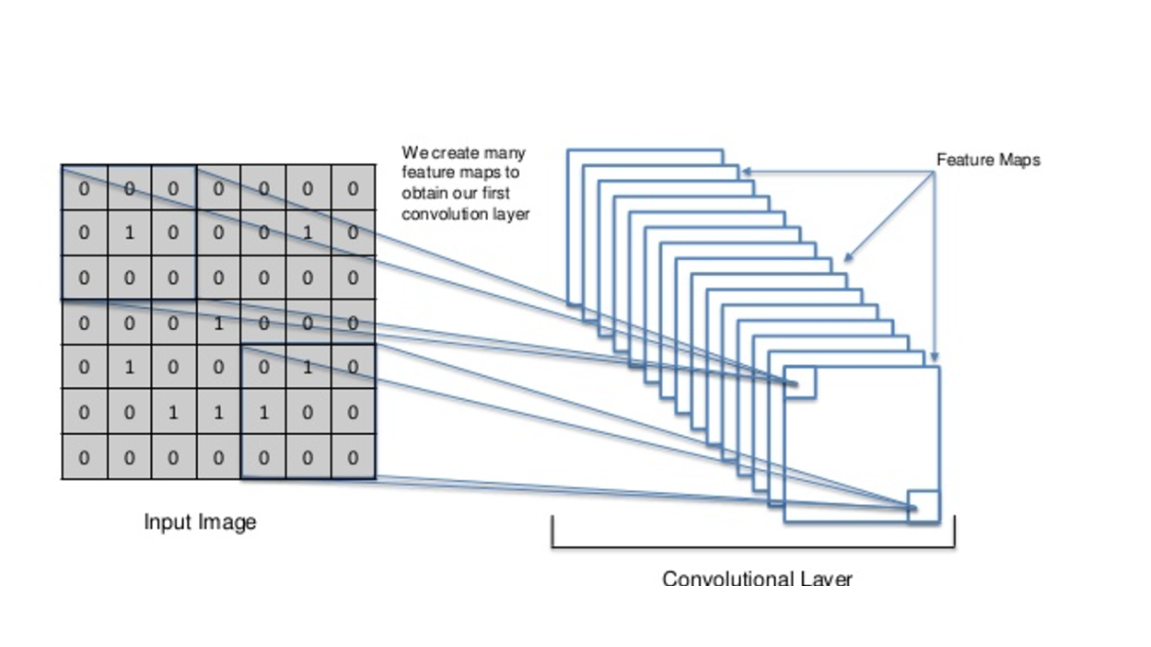 We create many
feature maps to
obtain our first
convolution layer
Feature Maps
0 0 0 0 0 0 0
0 1 0 0 0 1 0
0 0 0 0 0 0 0
0 0 0 1 0 0 0
0 1 0 0 0 1 0
0 0 1 1 1 0 0
0 0 0 0 0 0 0
Input Image
Convolutional Layer